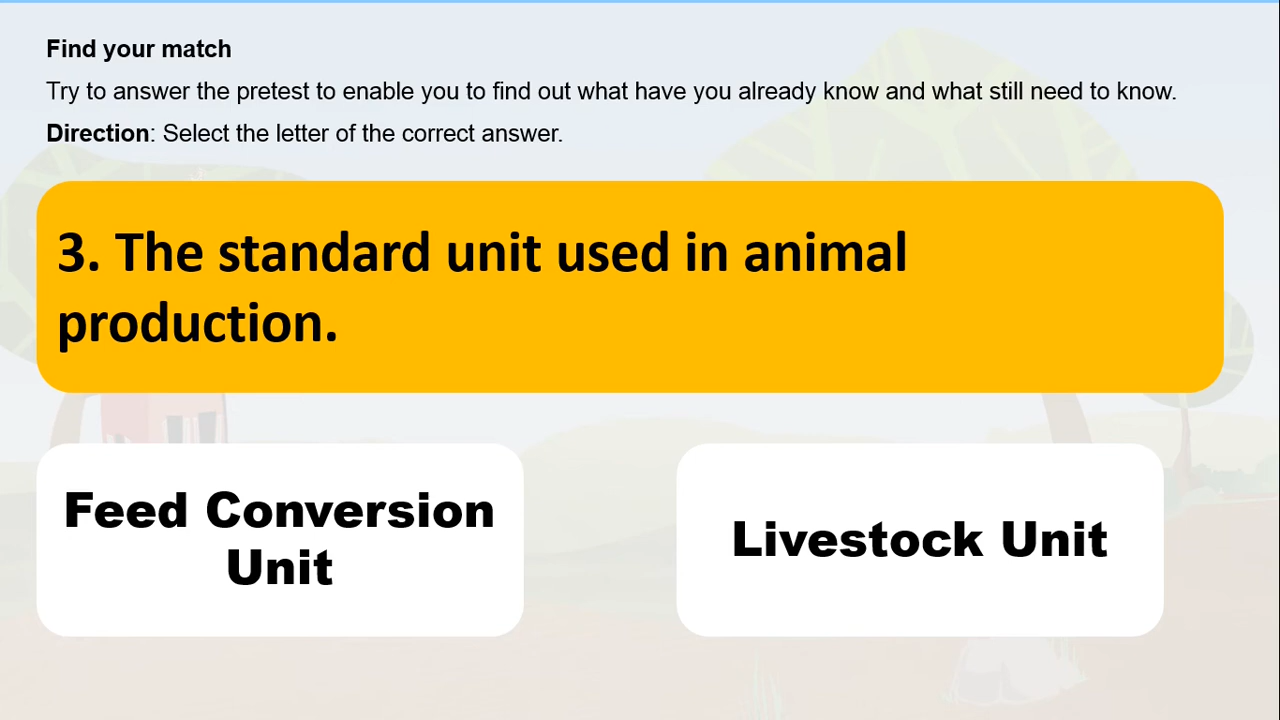 Find your match
Try to answer the pretest to enable you to find out what have you already know and what still need to know.
Direction: Select the letter of the correct answer.
3. The standard unit used in animal
production.
Feed Conversion
Unit
Livestock Unit